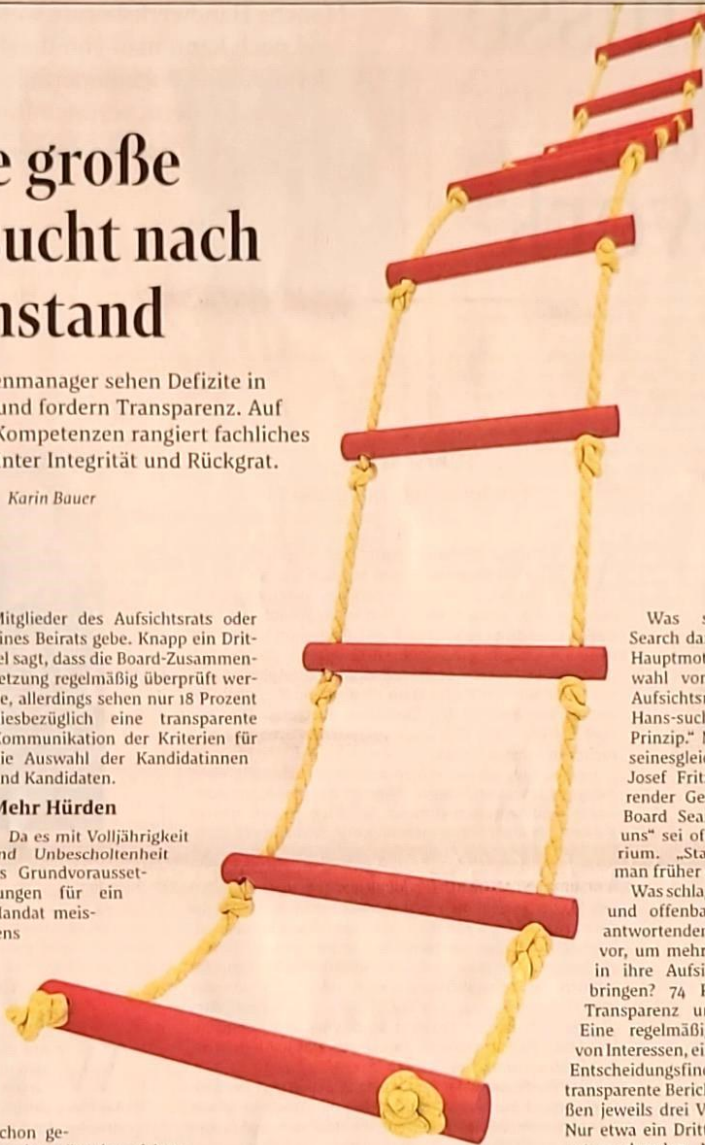 e große
ucht nach
nstand
enmanager sehen Defizite in
und fordern Transparenz. Auf
Kompetenzen rangiert fachliches
nter Integrität und Rückgrat.
Karin Bauer
Mitglieder des Aufsichtsrats oder
ines Beirats gebe. Knapp ein Drit-
el sagt, dass die Board-Zusammen-
etzung regelmäßig überprüft wer-
e, allerdings sehen nur 18 Prozent
iesbezüglich eine transparente
Kommunikation der Kriterien für
ie Auswahl der Kandidatinnen
nd Kandidaten.
Mehr Hürden
Da es mit Volljährigkeit
nd Unbescholtenheit
s Grundvorausset-
ungen für ein
Mandat meis-
ens
chon ge-
Was s
Search da
Hauptmot
wahl vor
Aufsichtsr
Hans-such
Prinzip.“ M
seinesglei
Josef Frit
render Ge
Board Sea
uns“ sei of
rium. „Sta
man früher
Was schla
und offenba
antwortender
vor, um mehr
in ihre Aufsi
bringen? 74 P
Transparenz u
Eine regelmäßi
von Interessen, ei
Entscheidungsfin
transparente Beric
ßen jeweils drei V
Nur etwa ein Dritt